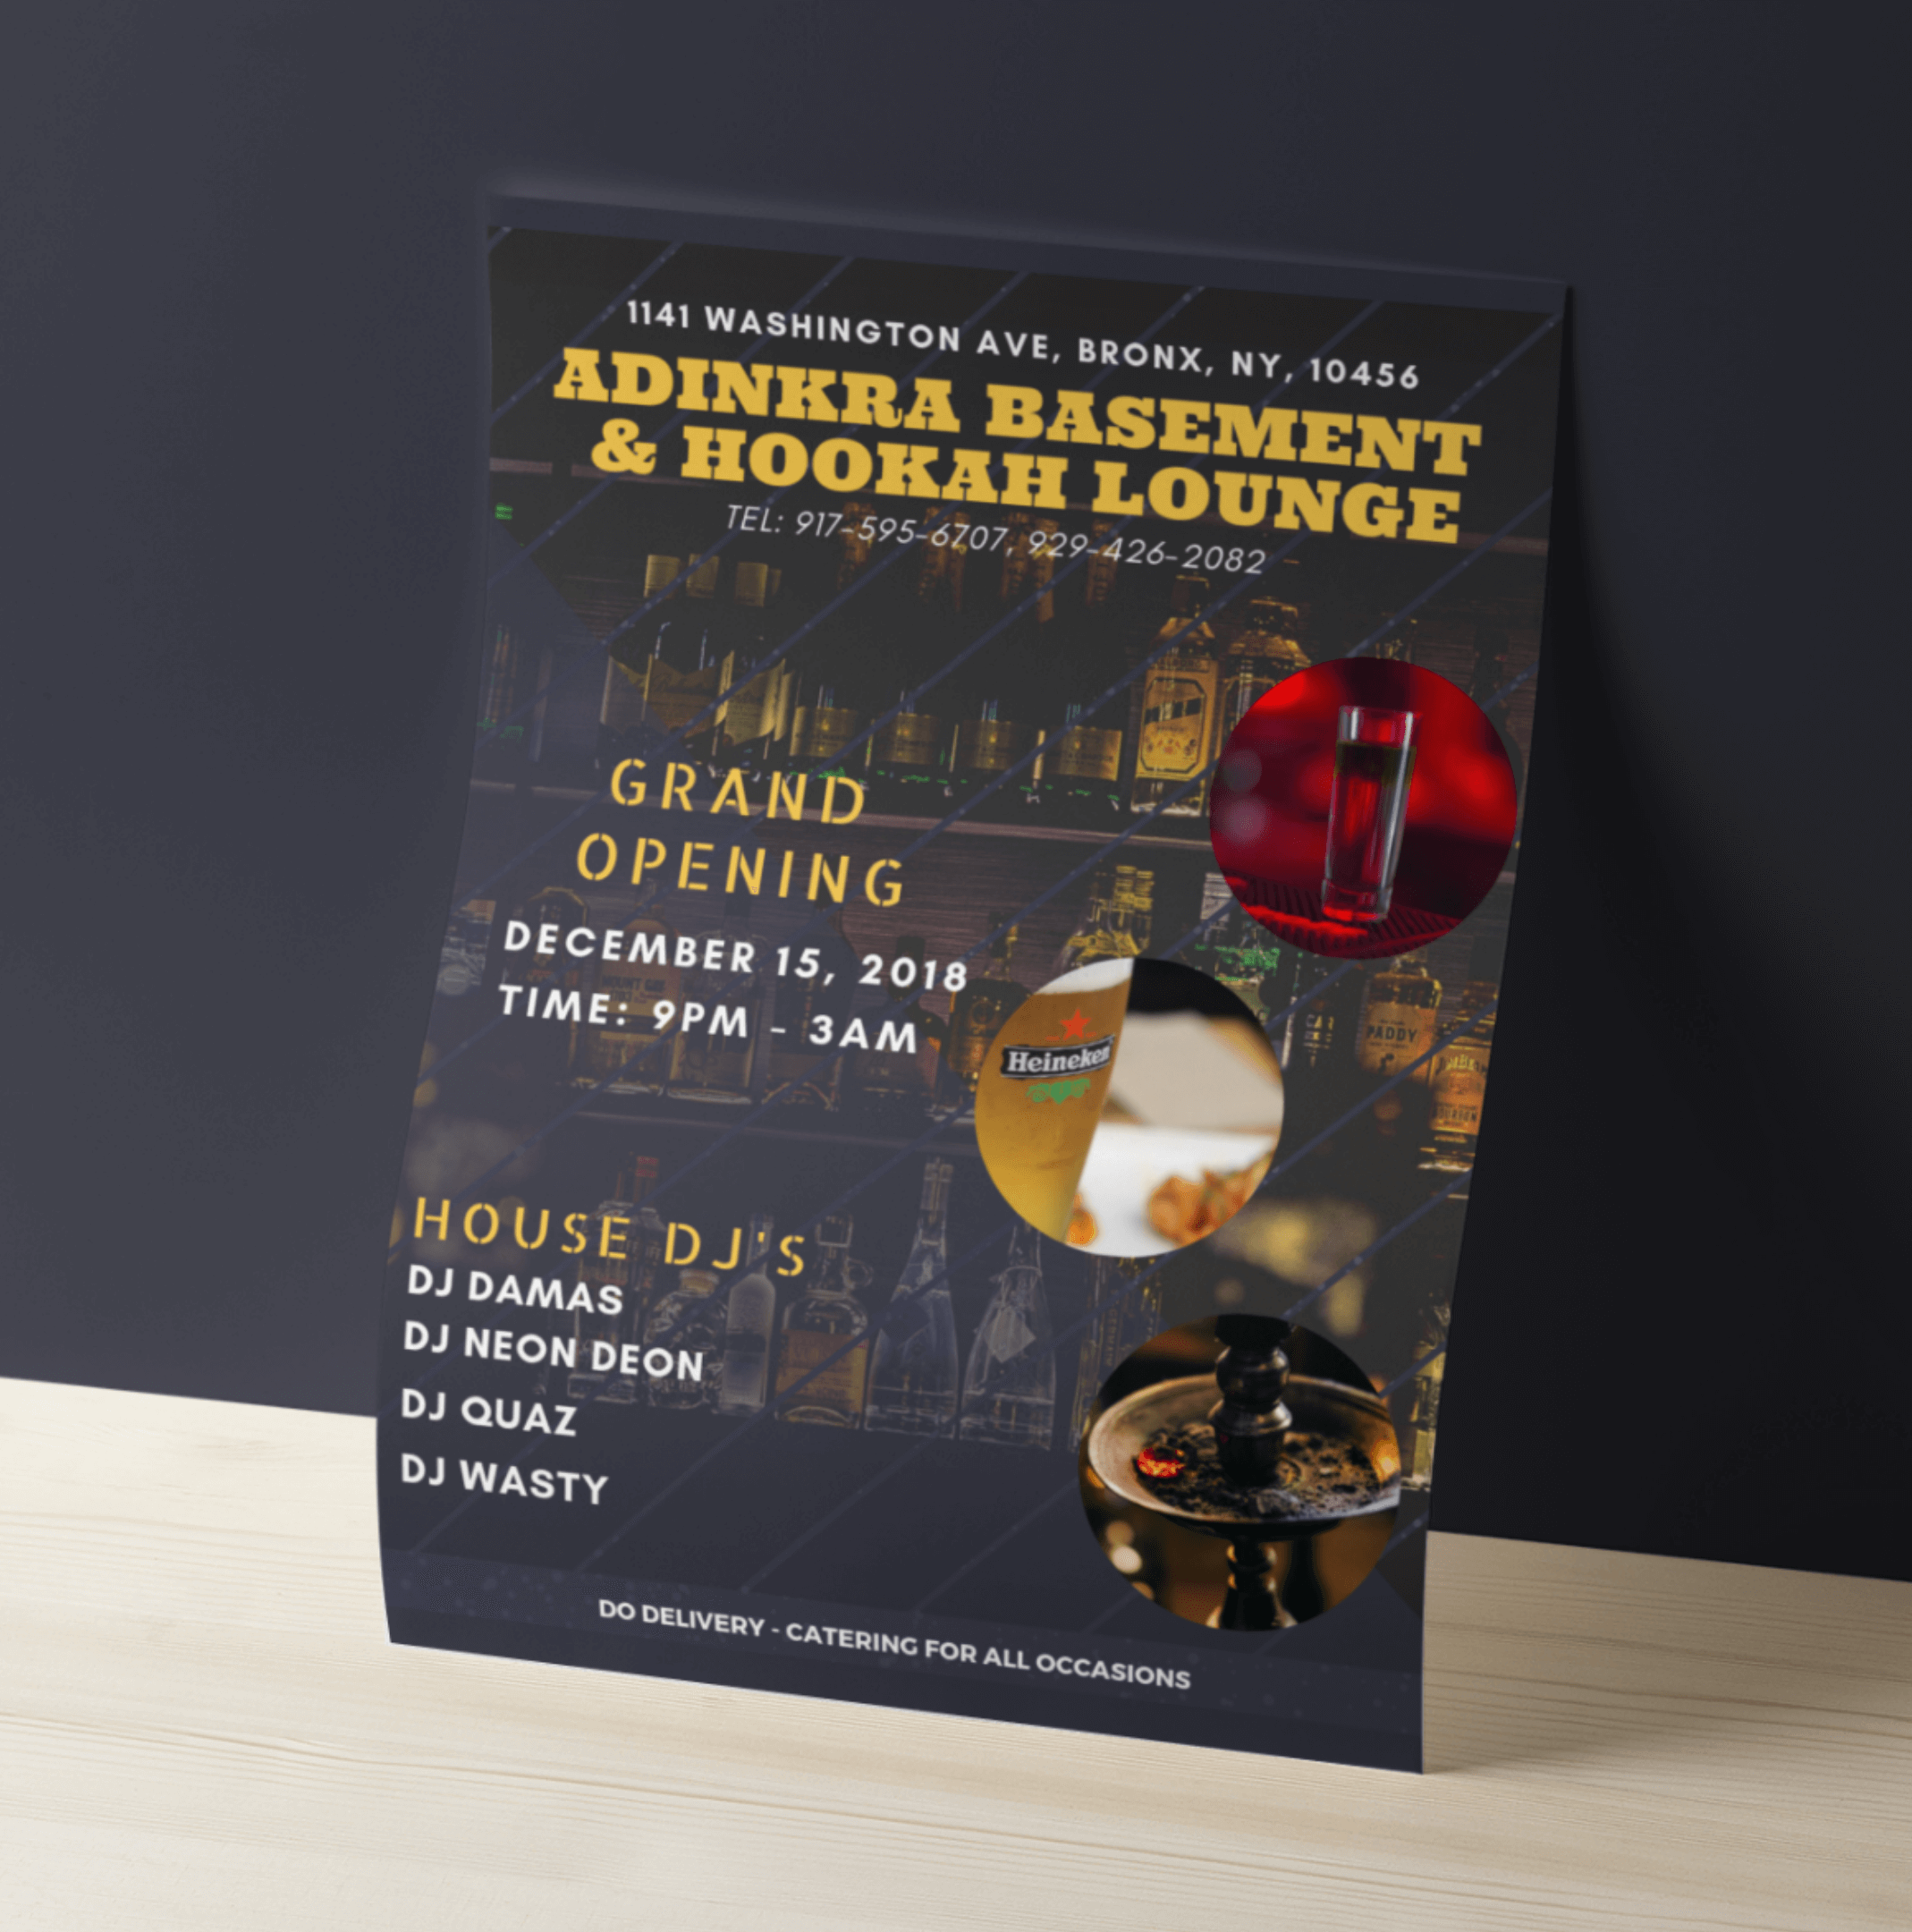 1141 WASHINGTON AVE, BRONX, NY, 10456
ADINKRA BASEMENT
& HOOKAH LOUNGE
TEL: 917-595-6707, 929-426-2082
GRAND
OPENING
DECEMBER 15, 2018
TIME: 9PM - 3AM
Heineken
PADDY
HOUSE DJ'S
DJ DAMAS
DJ NEON DEON
DJ QUAZ
DJ WASTY
DO DELIVERY - CATERING FOR ALL OCCASIONS